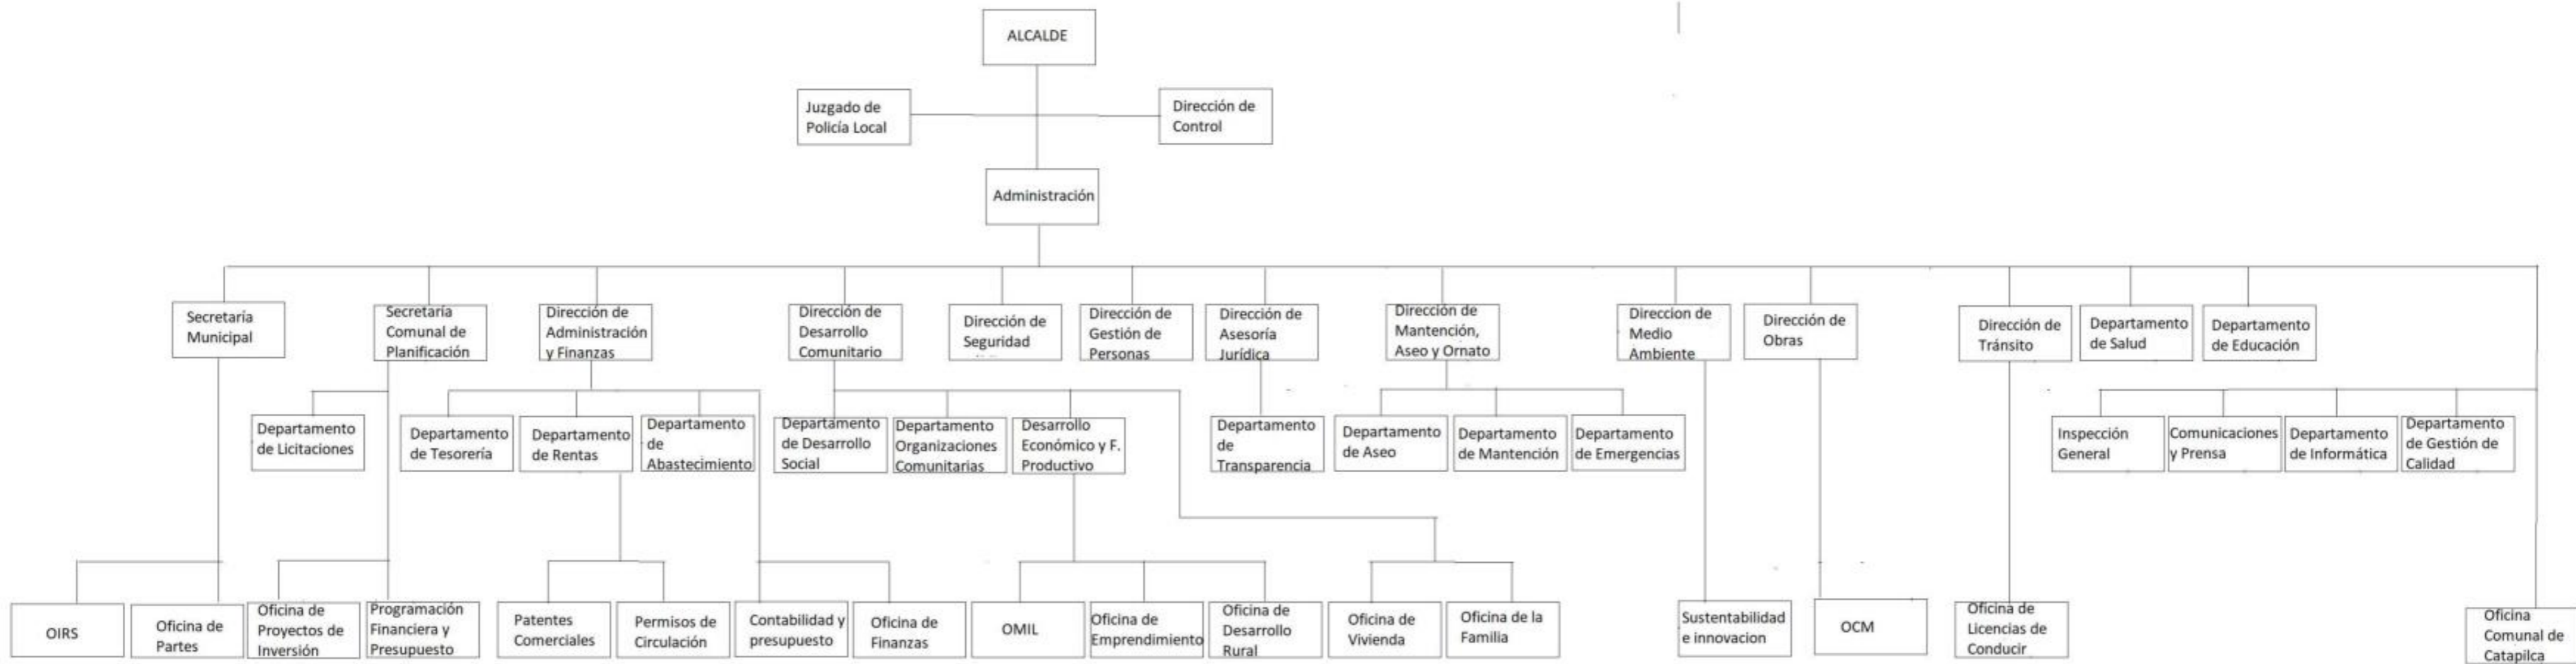 ALCALDE
Juzgado de
Policía Local
Dirección de
Control
Administración
Secretaría
Municipal
Secretaría
Comunal de
Planificación
Dirección de
Administración
y Finanzas
Dirección de
Desarrollo
Comunitario
Dirección de
Seguridad
Dirección de
Gestión de
Personas
Dirección de
Asesoría
Jurídica
Dirección de
Mantención,
Aseo y Ornato
Direccion de
Medio
Ambiente
Dirección de
Obras
Dirección de
Tránsito
Departamento
de Salud
Departamento
de Educación
Departamento
de Licitaciones
Departamento
de Tesorería
Departamento
de Rentas
Departamento
de
Abastecimiento
Departamento
de Desarrollo
Social
Departamento
Organizaciones
Comunitarias
Desarrollo
Económico y F.
Productivo
Departamento
de
Transparencia
Departamento
de Aseo
Departamento
de Mantención
Departamento
de Emergencias
Inspección
General
Comunicaciones
y Prensa
Departamento
de Informática
Departamento
de Gestión de
Calidad
OIRS
Oficina de
Partes
Oficina de
Proyectos de
Inversión
Programación
Financiera y
Presupuesto
Patentes
Comerciales
Permisos de
Circulación
Contabilidad y
presupuesto
Oficina de
Finanzas
OMIL
Oficina de
Emprendimiento
Oficina de
Desarrollo
Rural
Oficina de
Vivienda
Oficina de la
Familia
Sustentabilidad
e innovacion
OCM
Oficina de
Licencias de
Conducir
Oficina
Comunal de
Catapilca